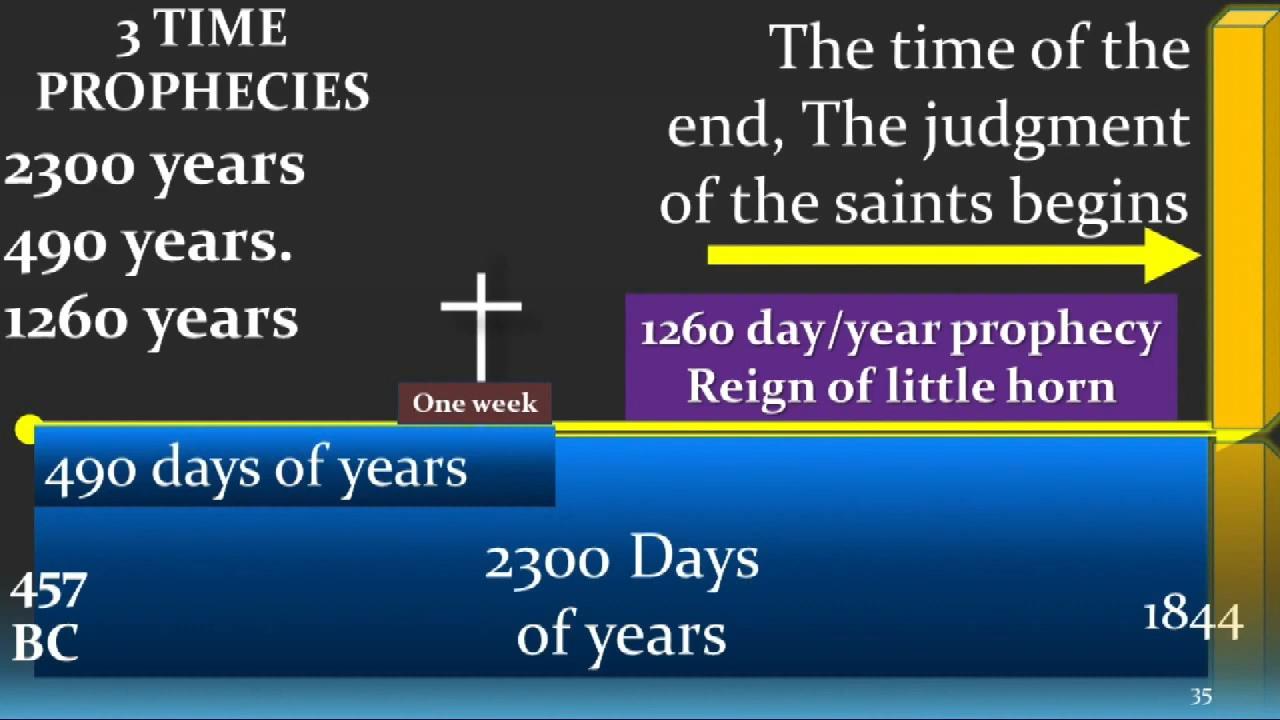 3 TIME
PROPHECIES
2300 years
490 years.
1260 years
The time of the
end, The judgment
of the saints begins
1260 day/year prophecy
Reign of little horn
One week
490 days of years
2300 Days
of years
457
BC
1844
35